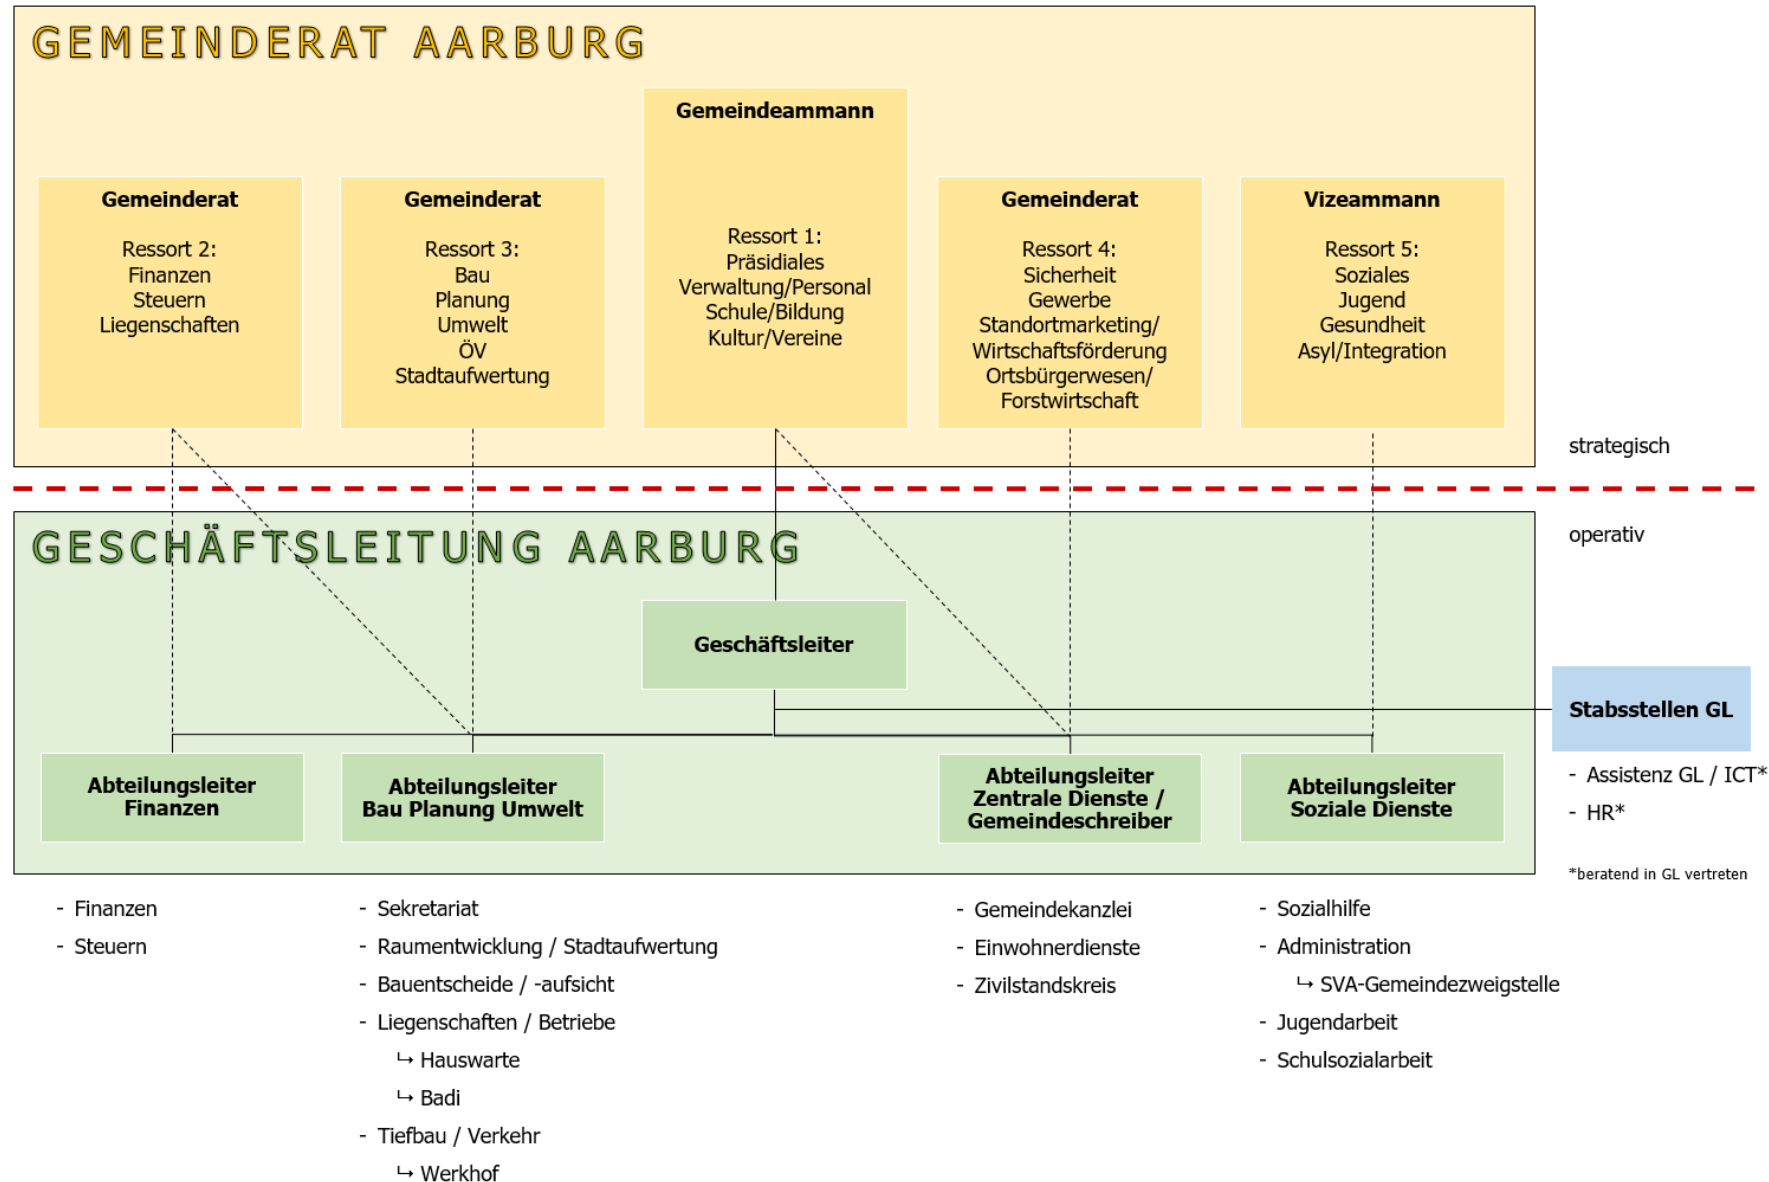 GEMEINDERAT AARBURG
Gemeindeammann
Ressort 1:
Präsidiales
Verwaltung/Personal
Schule/Bildung
Kultur/Vereine
Gemeinderat
Ressort 2:
Finanzen
Steuern
Liegenschaften
Gemeinderat
Ressort 3:
Bau
Planung
Umwelt
ÖV
Stadtaufwertung
Gemeinderat
Ressort 4:
Sicherheit
Gewerbe
Standortmarketing/
Wirtschaftsförderung
Ortsbürgerwesen/
Forstwirtschaft
Vizeammann
Ressort 5:
Soziales
Jugend
Gesundheit
Asyl/Integration
strategisch
operativ
GESCHÄFTSLEITUNG AARBURG
Geschäftsleiter
Stabsstellen GL
- Assistenz GL / ICT*
- HR*
*beratend in GL vertreten
Abteilungsleiter
Finanzen
- Finanzen
- Steuern
Abteilungsleiter
Bau Planung Umwelt
- Sekretariat
- Raumentwicklung / Stadtaufwertung
- Bauentscheide / -aufsicht
- Liegenschaften / Betriebe
↳ Hauswarte
↳ Badi
- Tiefbau / Verkehr
↳ Werkhof
Abteilungsleiter
Zentrale Dienste /
Gemeindeschreiber
- Gemeindekanzlei
- Einwohnerdienste
- Zivilstandskreis
Abteilungsleiter
Soziale Dienste
- Sozialhilfe
- Administration
↳ SVA-Gemeindezweigstelle
- Jugendarbeit
- Schulsozialarbeit